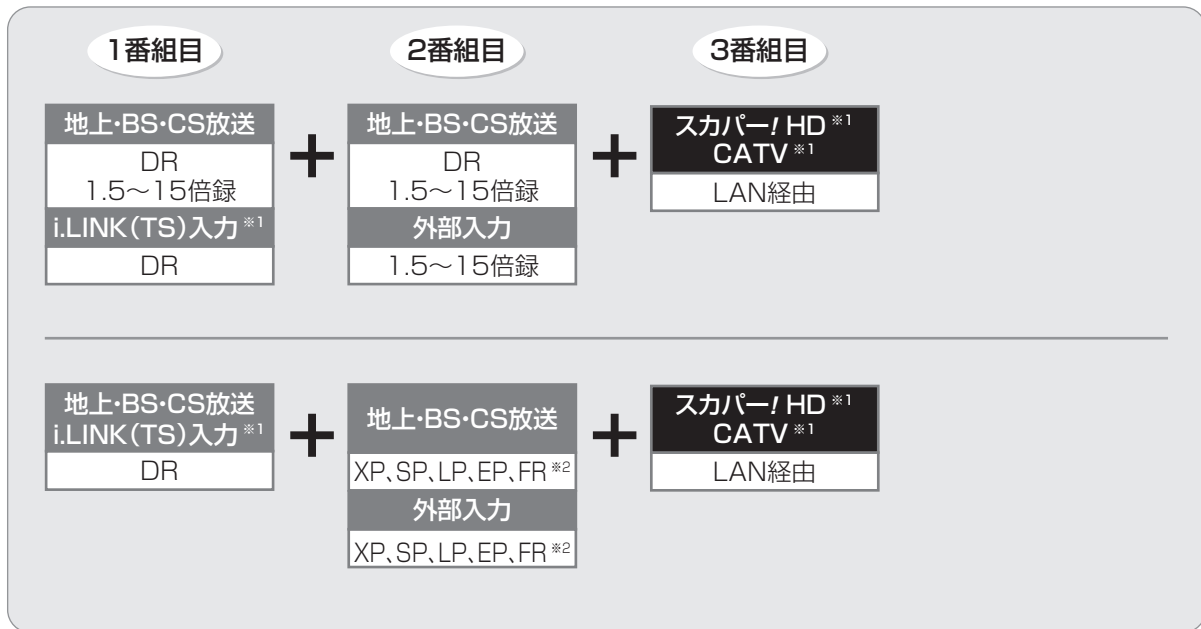 1番組目
2番組目
3番組目
地上・BS・CS放送
DR
1.5～15倍録
i.LINK（TS）入力※1
DR
＋
地上・BS・CS放送
DR
1.5～15倍録
外部入力
1.5～15倍録
＋
スカパー！HD※1
CATV※1
LAN経由
地上・BS・CS放送
i.LINK（TS）入力※1
DR
＋
地上・BS・CS放送
XP、SP、LP、EP、FR※2
外部入力
XP、SP、LP、EP、FR※2
＋
スカパー！HD※1
CATV※1
LAN経由